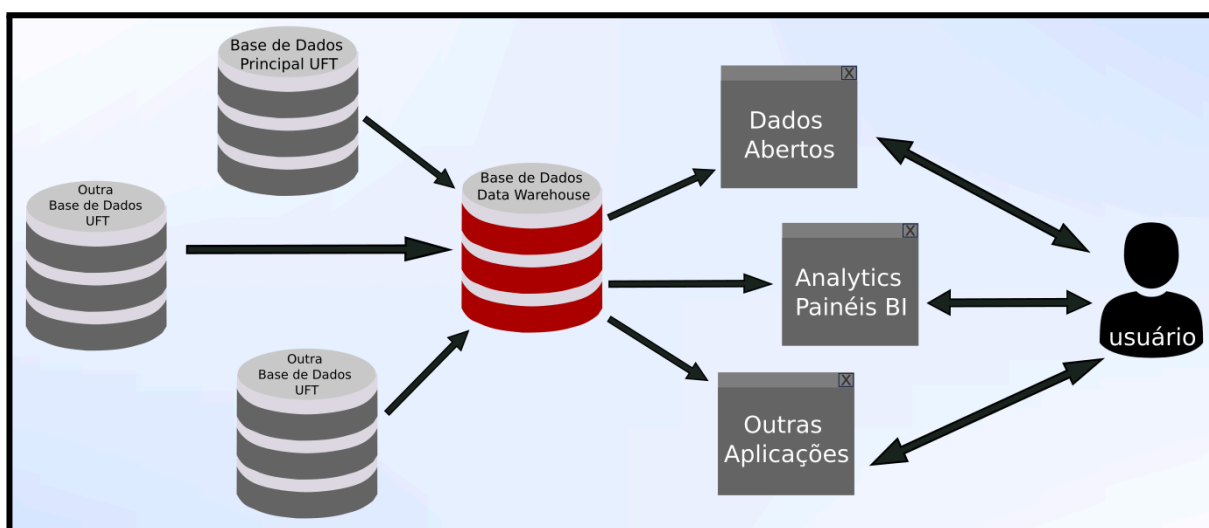 Base de Dados
Principal UFT
Outra
Base de Dados
UFT
Outra
Base de Dados
UFT
Base de Dados
Data Warehouse
Dados
Abertos
X
Analytics
Painéis BI
X
Outras
Aplicações
X
usuário